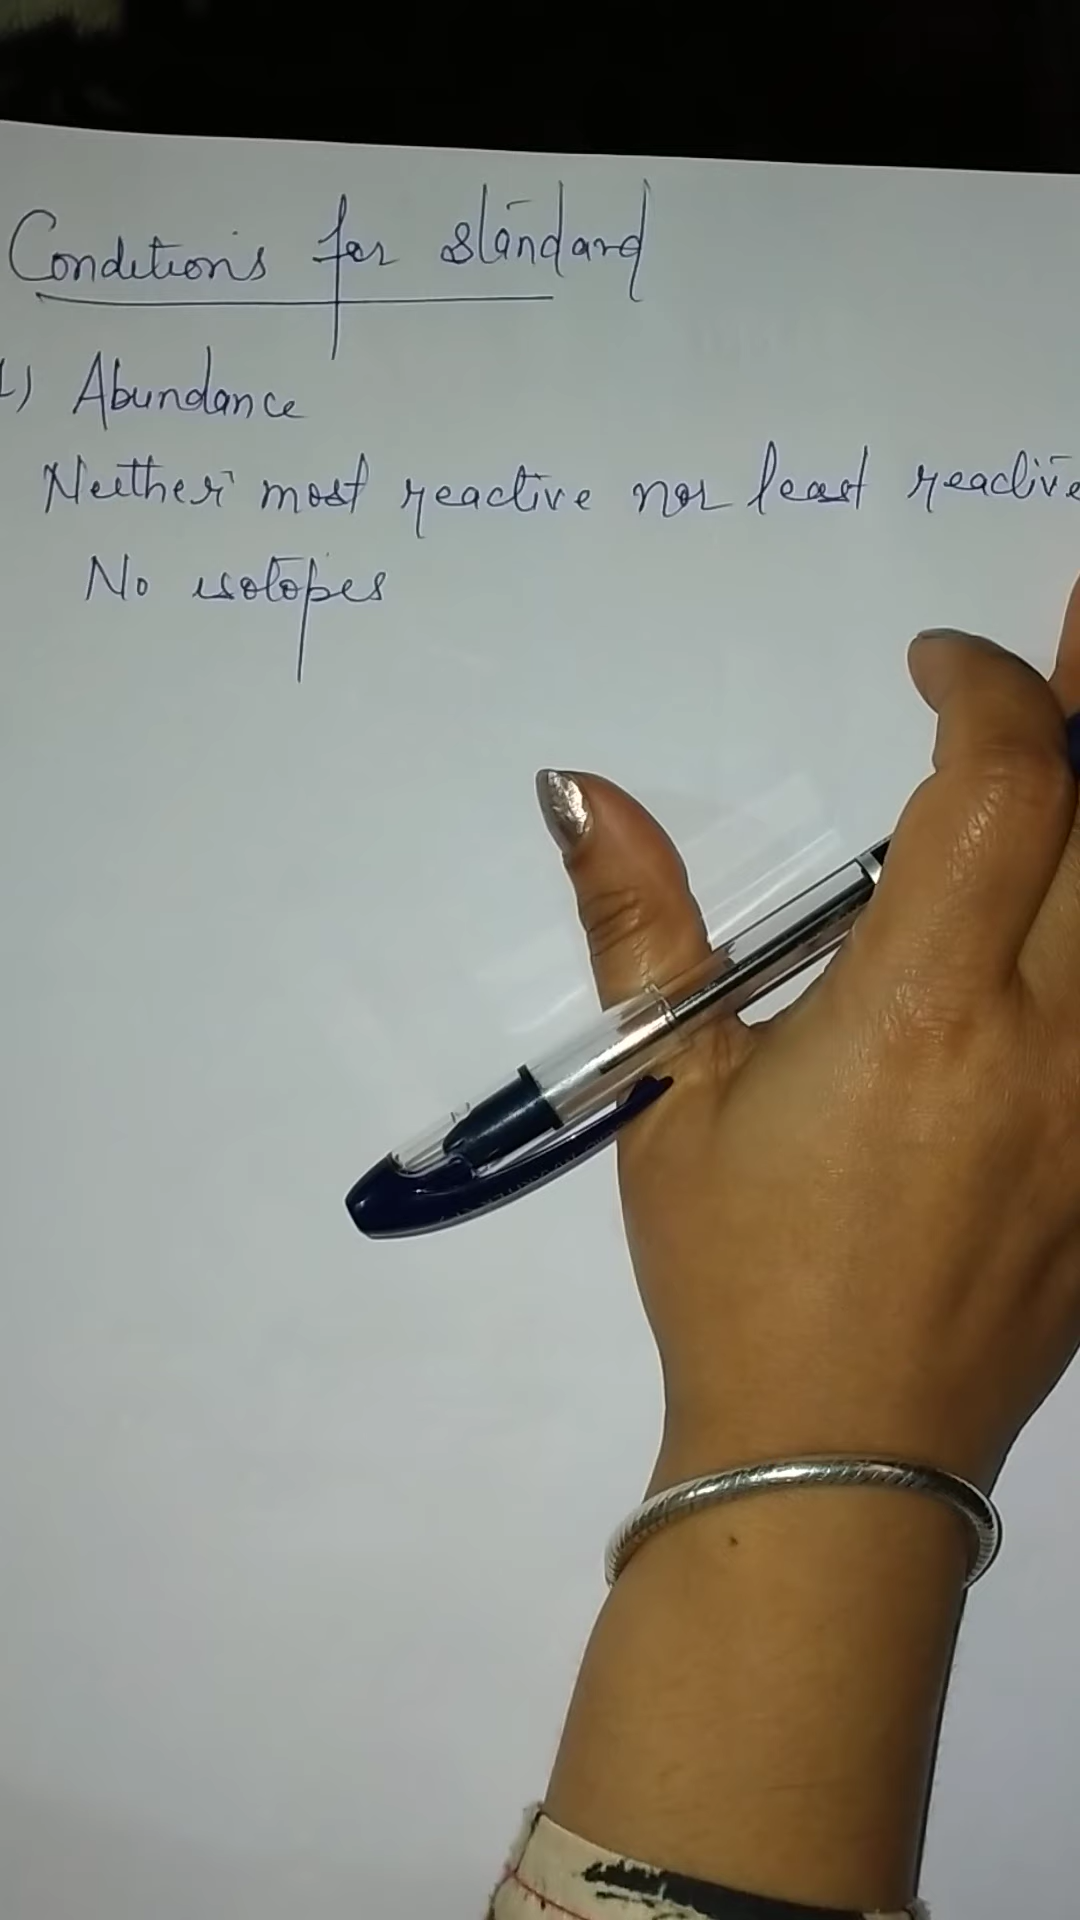 Conditions for standard
1) Abundance
Neither most reactive nor least reactive
No isotopes